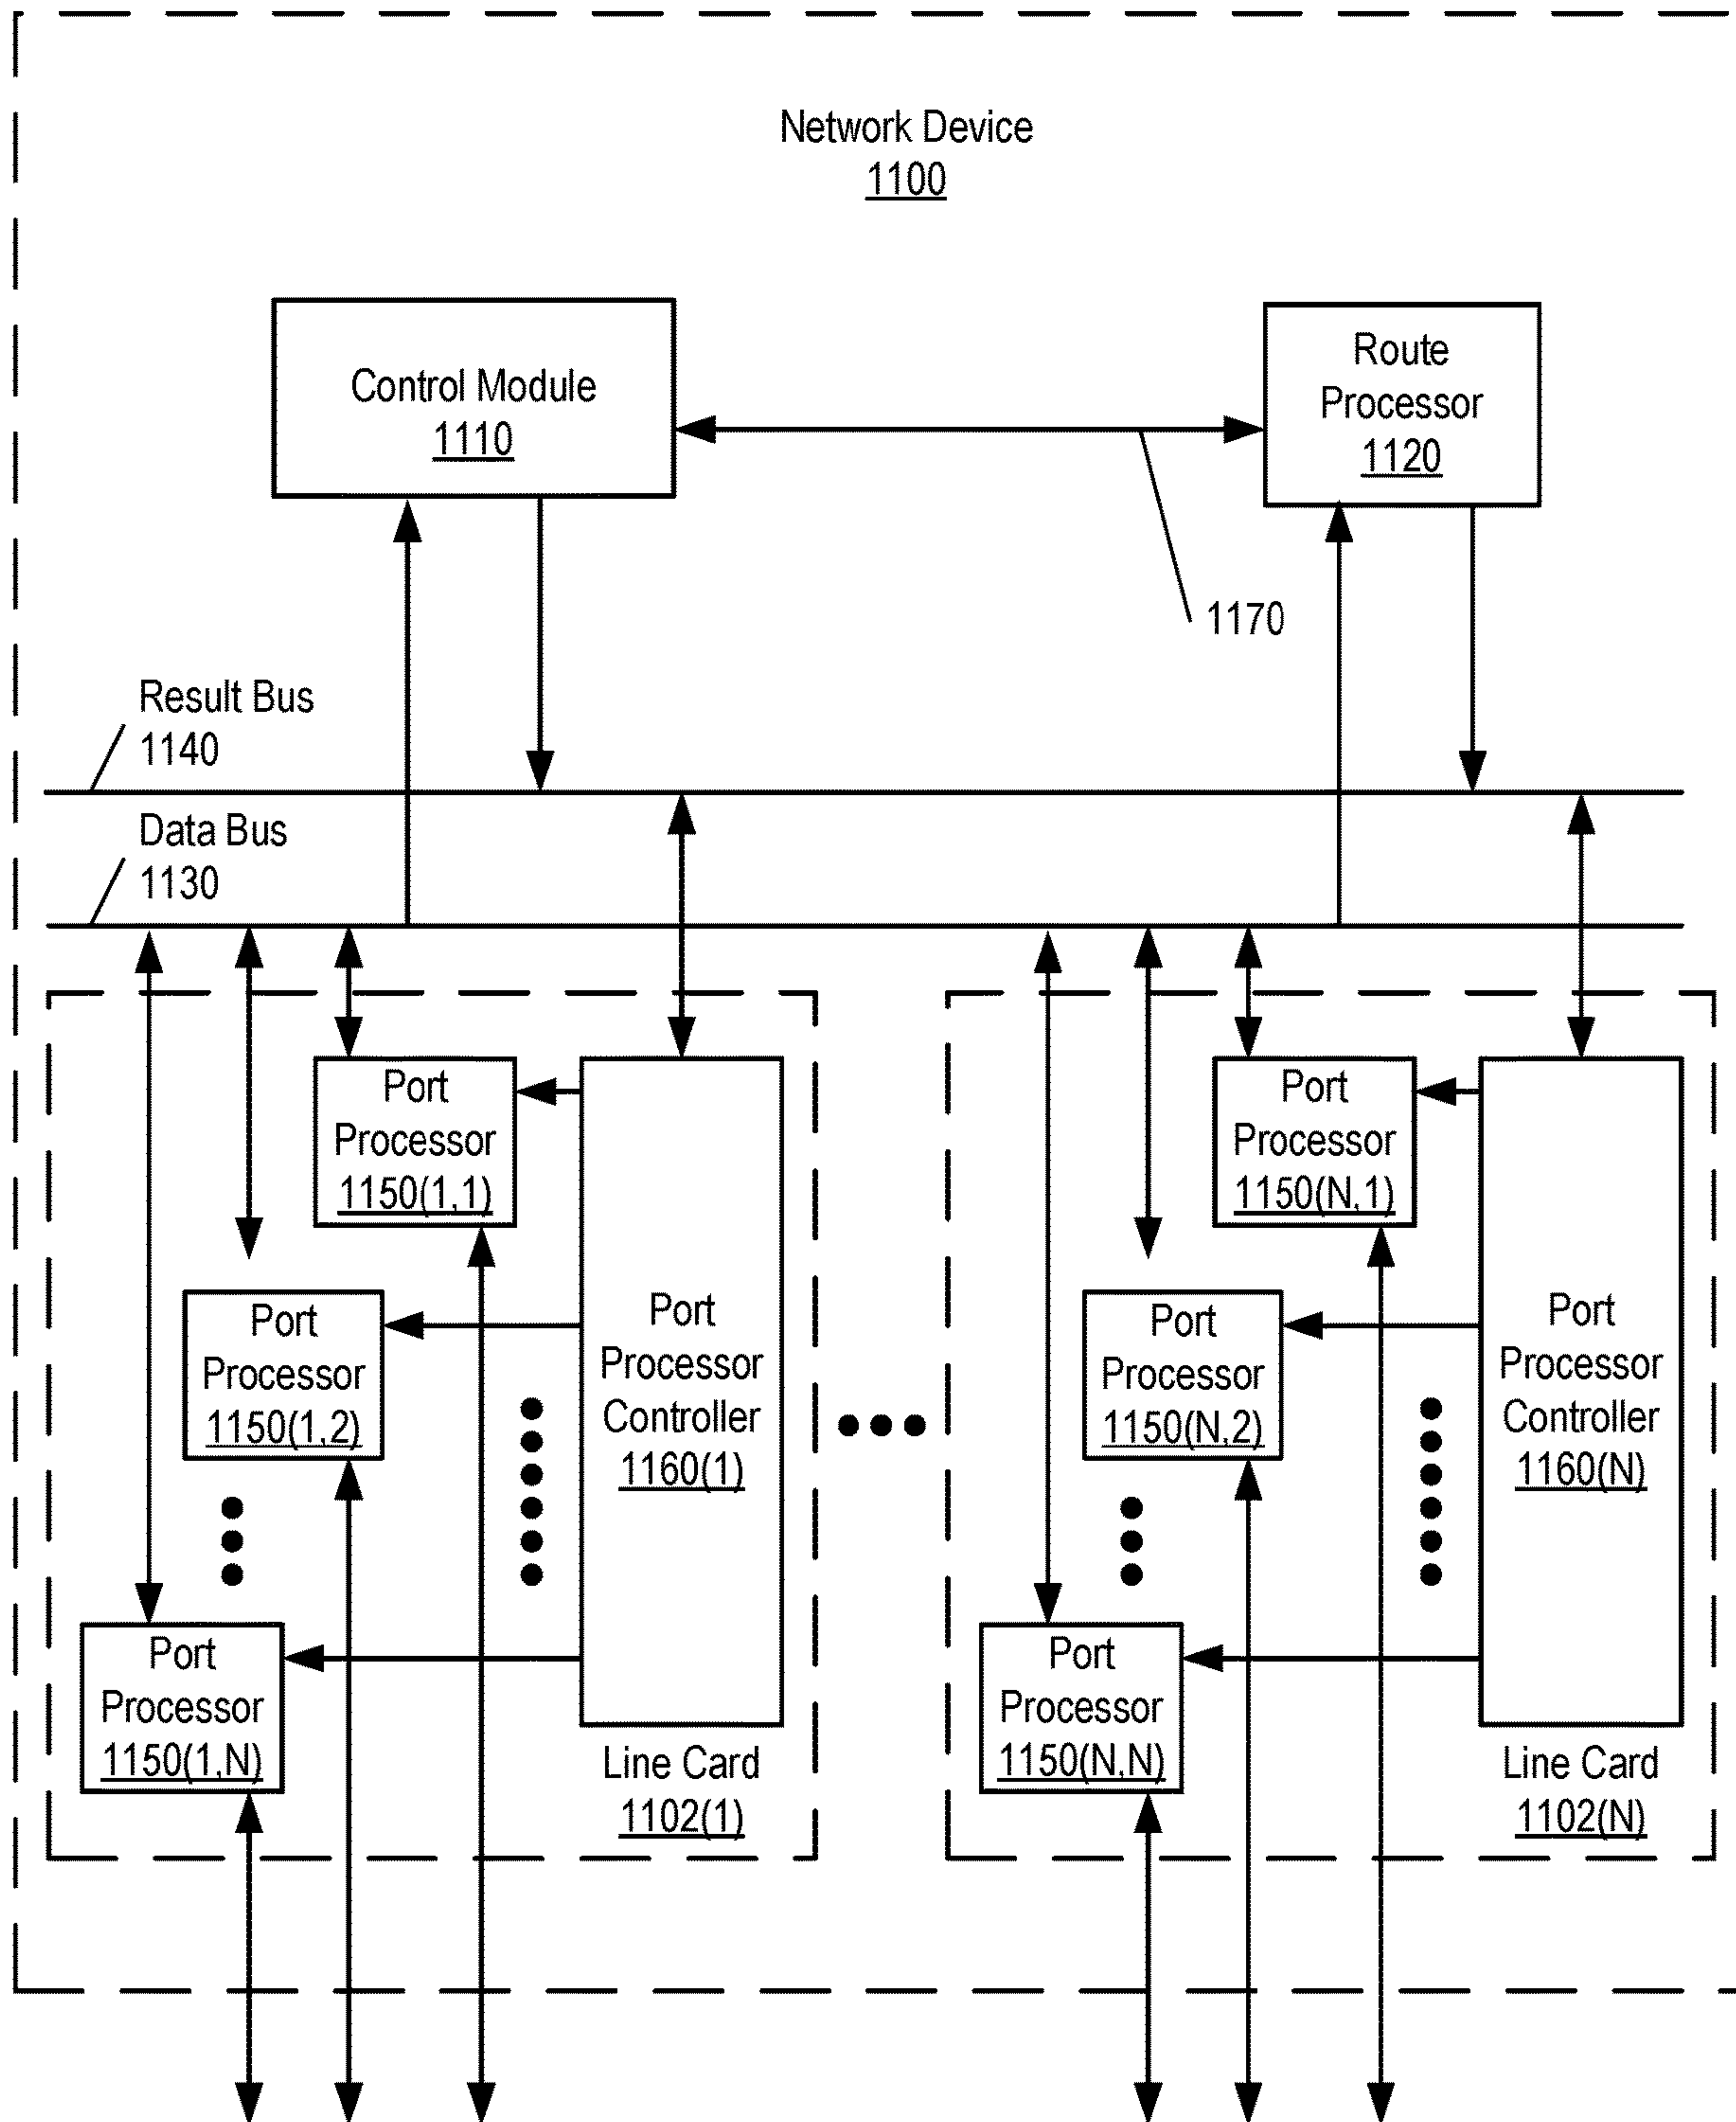 Network Device
1100
Control Module
1110
Route
Processor
1120
1170
Result Bus
1140
Data Bus
1130
Port
Processor
1150(1,1)
Port
Processor
1150(1,2)
Port
Processor
1150(1,N)
Port
Processor
Controller
1160(1)
Line Card
1102(1)
Port
Processor
1150(N,1)
Port
Processor
1150(N,2)
Port
Processor
1150(N,N)
Port
Processor
Controller
1160(N)
Line Card
1102(N)